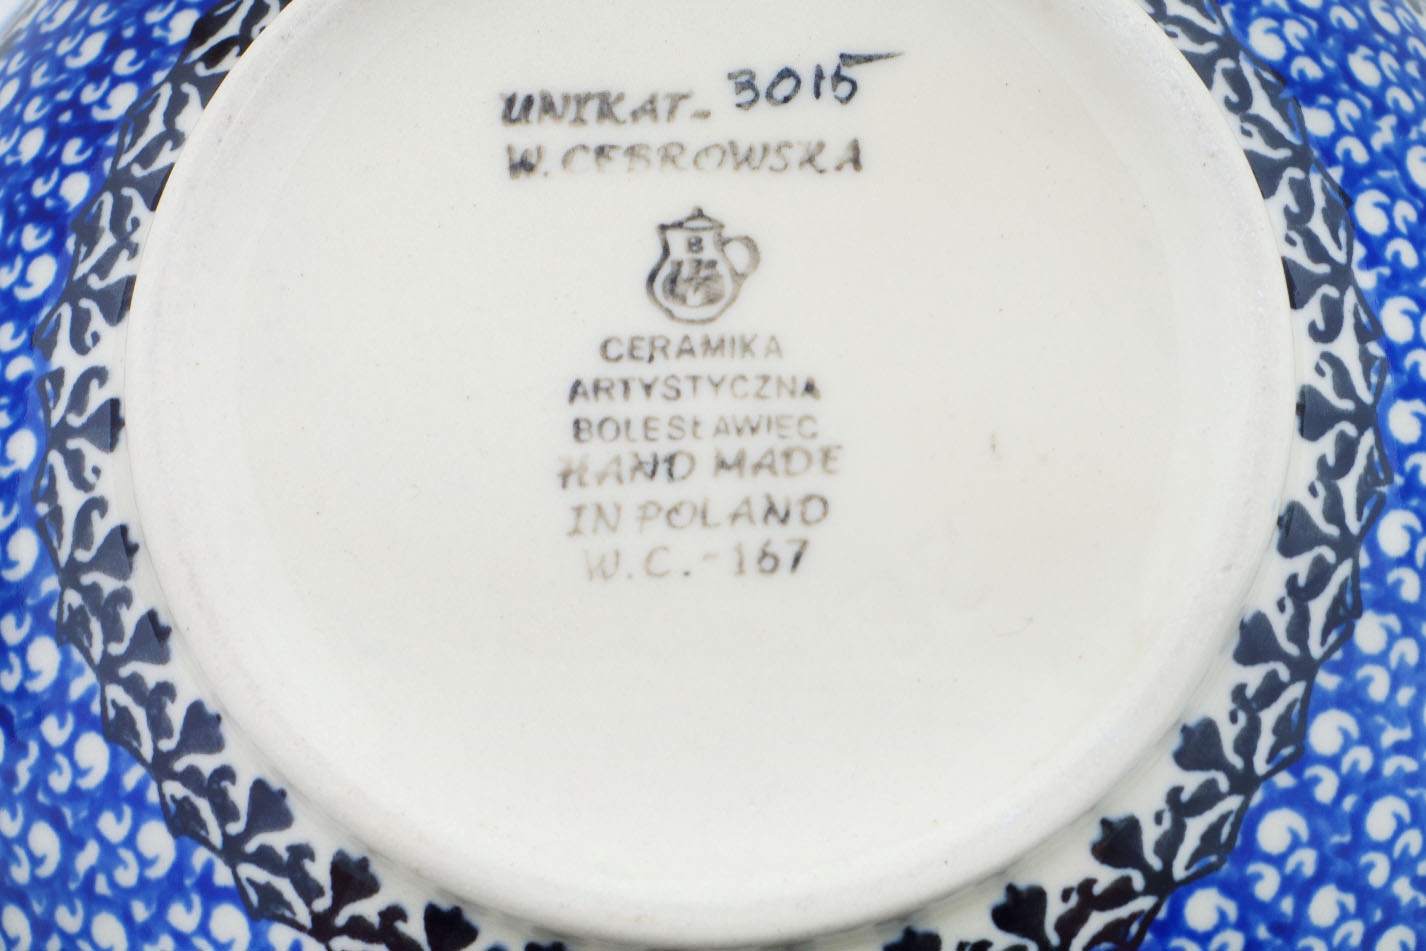 UNIKAT- 3015
W. CEBROWSKA
B
CERAMIKA
ARTYSTYCZNA
BOLESŁAWIEC
HAND MADE
IN POLAND
W.C.-167